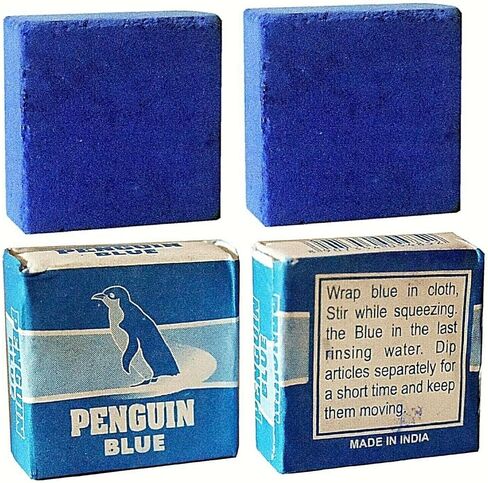 PENGUIN
BLUE
PENGUIN
BLUE
Wrap blue in cloth,
Stir while squeezing.
the Blue in the last
rinsing water. Dip
articles separately for
a short time and keep
them moving.
MADE IN INDIA